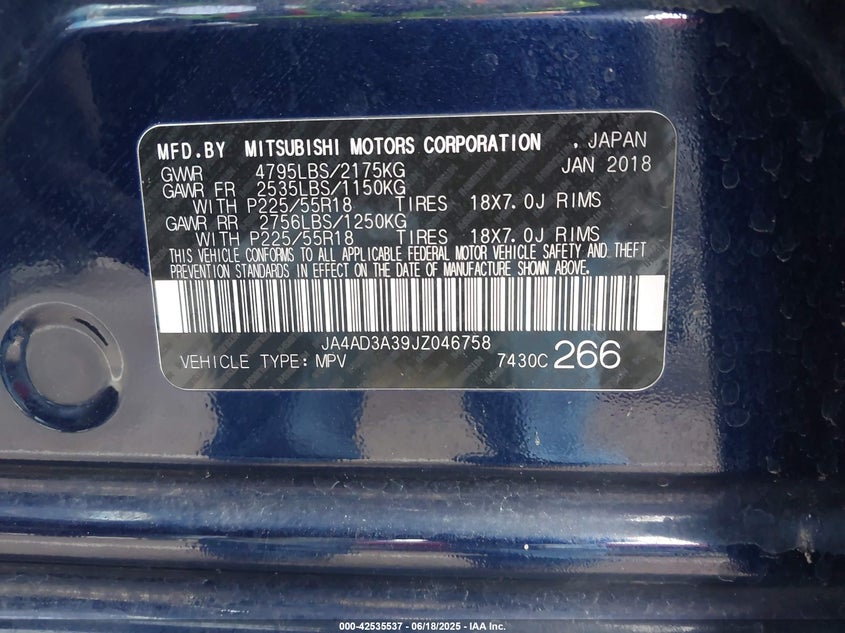 MFD.BY MITSUBISHI MOTORS CORPORATION . JAPAN
GVWR 4795LBS/2175KG JAN 2018
GAWR FR 2535LBS/1150KG
WITH P225/55R18 TIRES 18X7.0J RIMS
GAWR RR 2756LBS/1250KG
WITH P225/55R18 TIRES 18X7.0J RIMS
THIS VEHICLE CONFORMS TO ALL APPLICABLE FEDERAL MOTOR VEHICLE SAFETY AND THEFT
PREVENTION STANDARDS IN EFFECT ON THE DATE OF MANUFACTURE SHOWN ABOVE.
JA4AD3A39JZ046758
VEHICLE TYPE: MPV 7430C 266
000-42535537 - 06/18/2025 - IAA Inc.